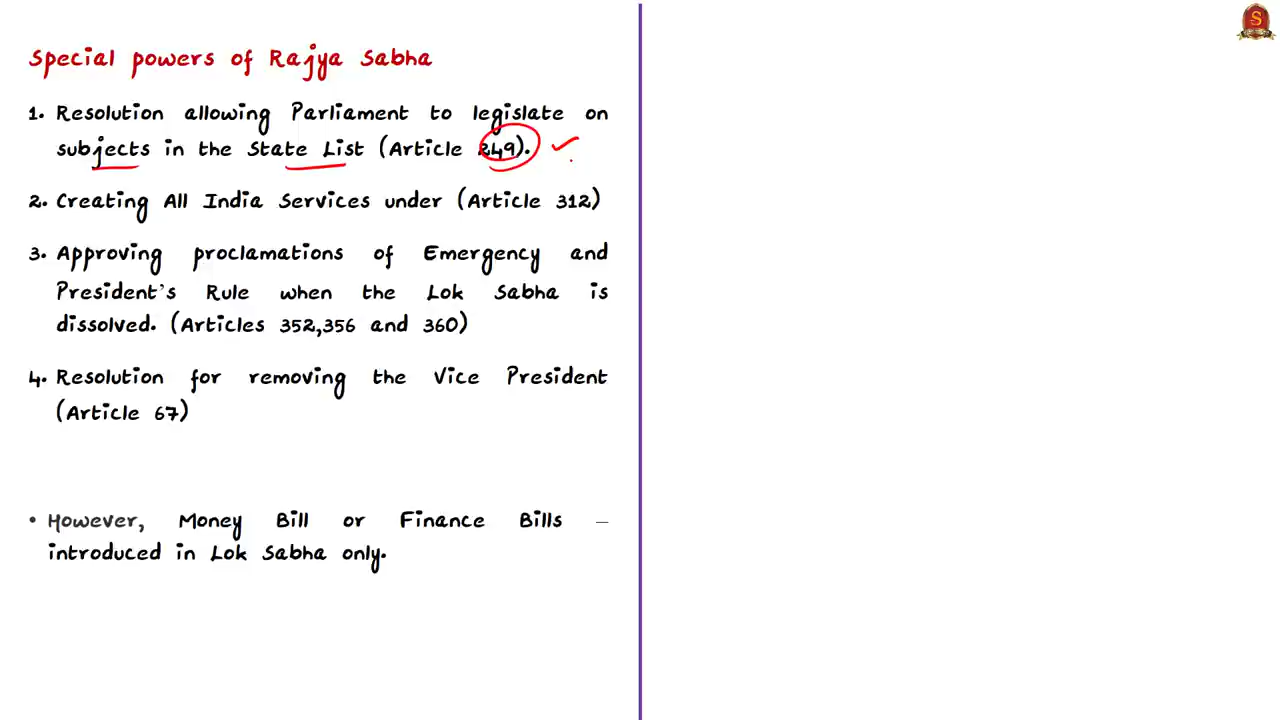 Special powers of Rajya Sabha
1. Resolution allowing Parliament to legislate on
subjects in the State List (Article 249).
2. Creating All India Services under (Article 312)
3. Approving proclamations of Emergency and
President's Rule when the Lok Sabha is
dissolved. (Articles 352,356 and 360)
4. Resolution for removing the Vice President
(Article 67)
• However, Money Bill or Finance Bills –
introduced in Lok Sabha only.
S